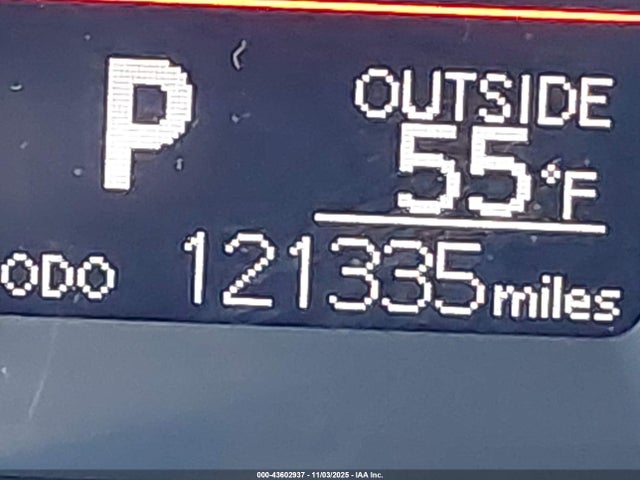 P
OUTSIDE
55°F
ODO 121335 miles
000-43602937 - 11/03/2025 - IAA Inc.